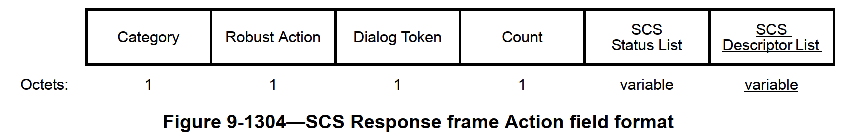 Category Robust Action Dialog Token Count SCS Status List SCS Descriptor List
Octets: 1 1 1 1 variable variable
Figure 9-1304—SCS Response frame Action field format